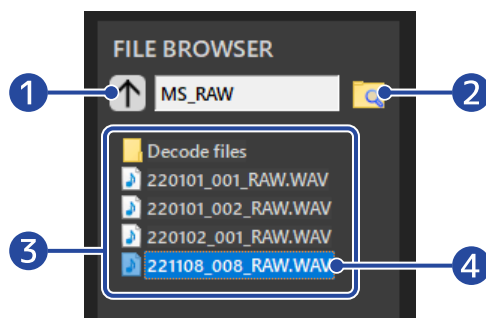 FILE BROWSER
1 MS_RAW 2
Decode files
220101_001_RAW.WAV
220101_002_RAW.WAV
3 220102_001_RAW.WAV
221108_008_RAW.WAV 4